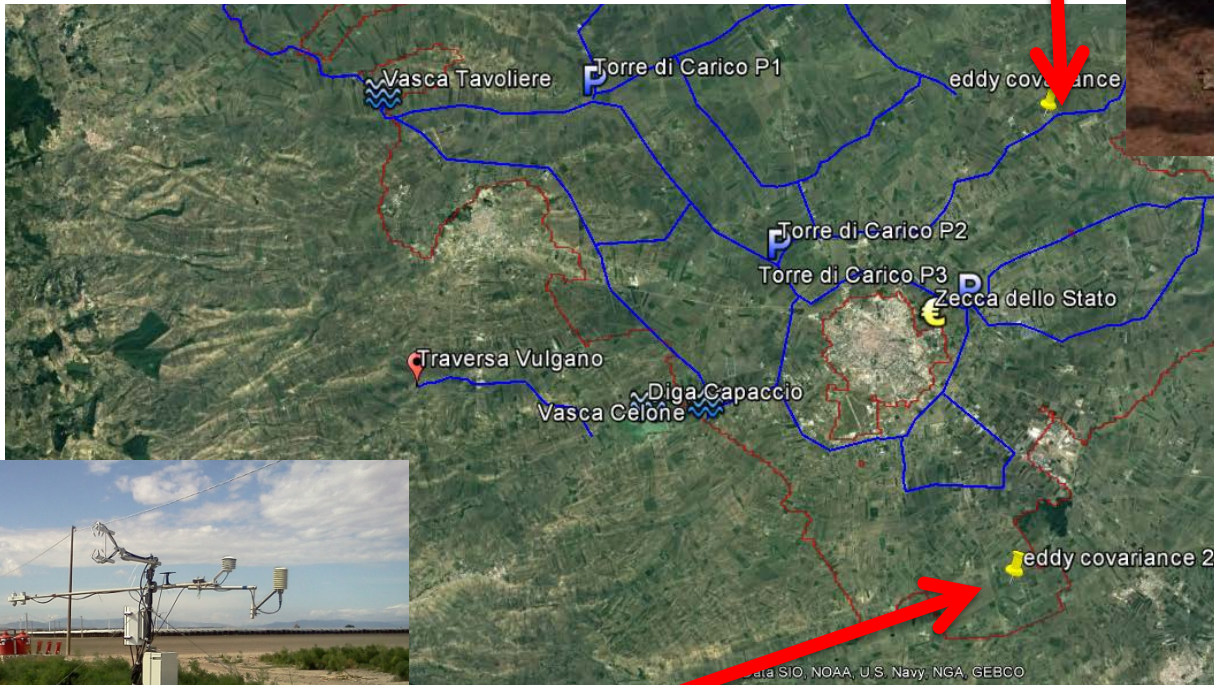 Vasca Tavoliere
P
Torre di Carico P1
eddy covariance
P
Torre di Carico P2
Torre di Carico P3
P
€
Zecca dello Stato
Traversa Vulgano
Diga Capaccio
Vasca Celone
eddy covariance 2
Data SIO, NOAA, U.S. Navy, NGA, GEBCO